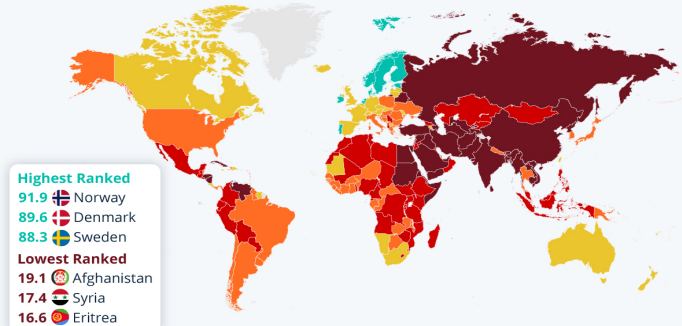 Highest Ranked
91.9 Norway
89.6 Denmark
88.3 Sweden
Lowest Ranked
19.1 Afghanistan
17.4 Syria
16.6 Eritrea